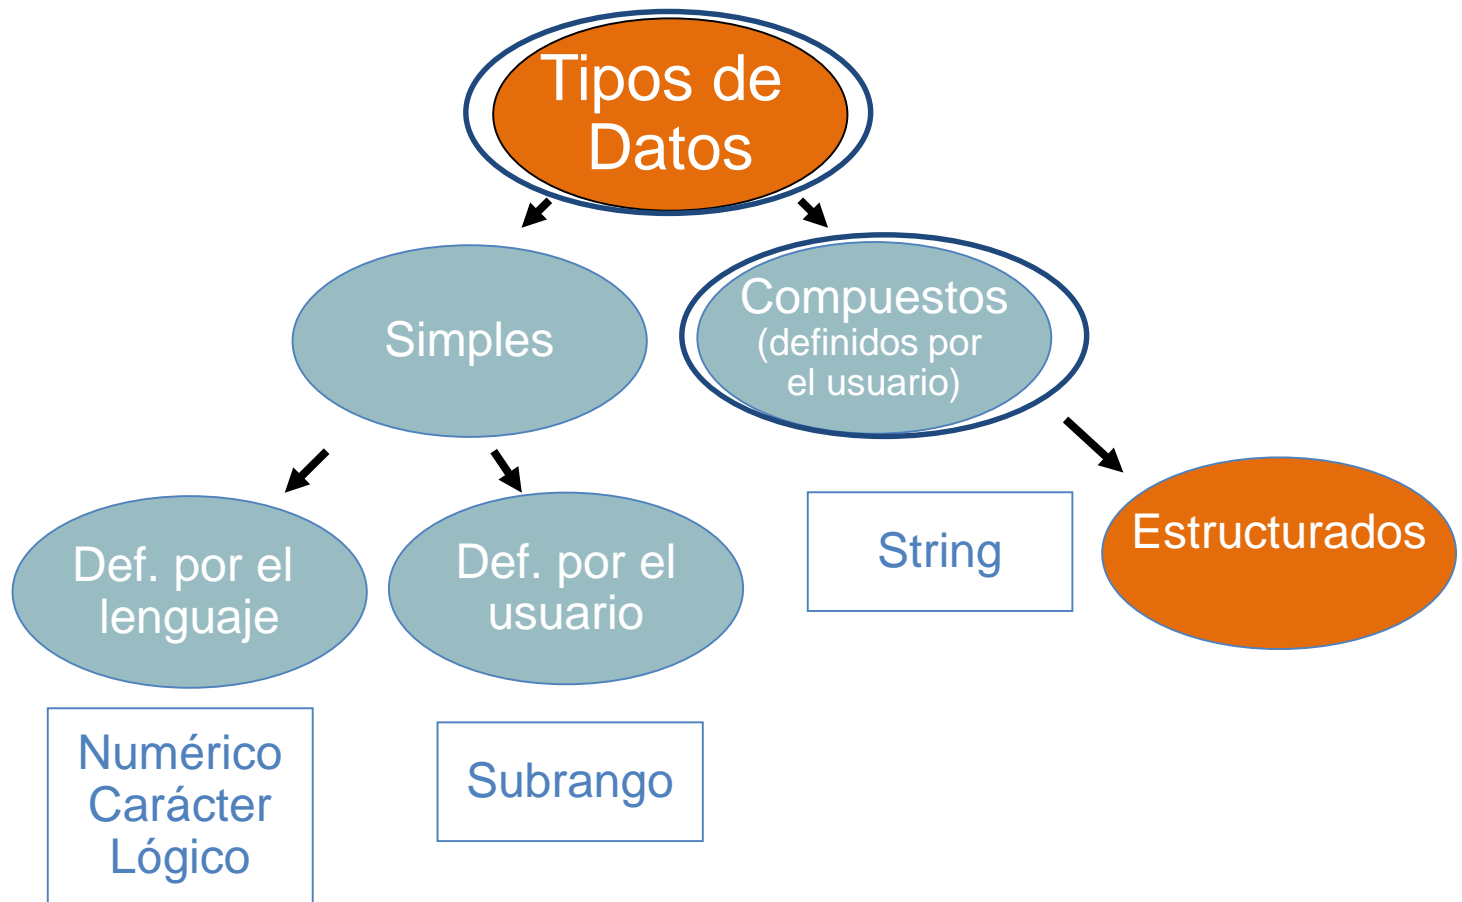 Tipos de
Datos
Simples
Compuestos
(definidos por
el usuario)
Def. por el
lenguaje
Def. por el
usuario
String
Estructurados
Numérico
Carácter
Lógico
Subrango